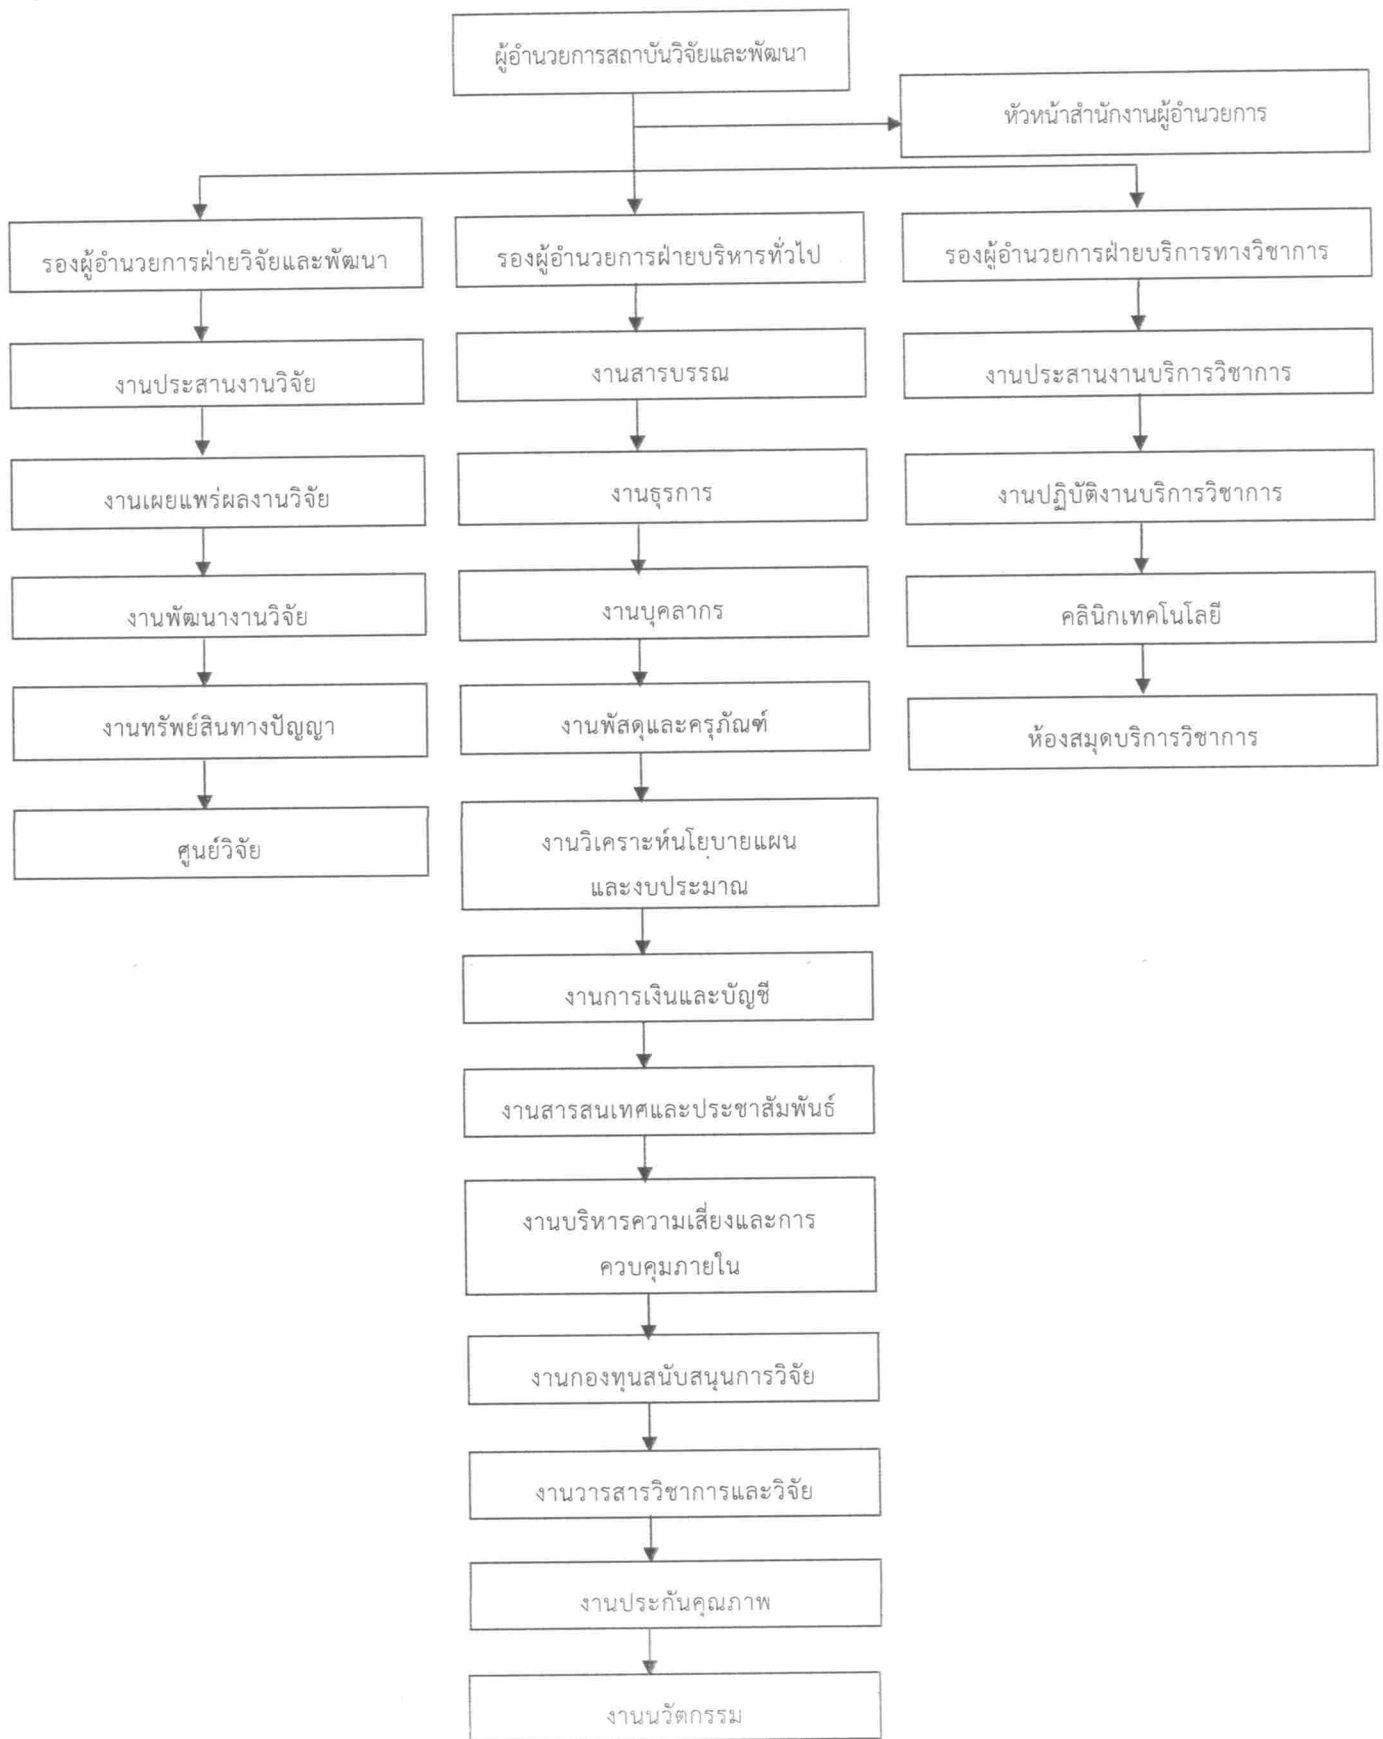 ผู้อำนวยการสถาบันวิจัยและพัฒนา
หัวหน้าสำนักงานผู้อำนวยการ
รองผู้อำนวยการฝ่ายวิจัยและพัฒนา
งานประสานงานวิจัย
งานเผยแพร่ผลงานวิจัย
งานพัฒนางานวิจัย
งานทรัพย์สินทางปัญญา
ศูนย์วิจัย
รองผู้อำนวยการฝ่ายบริหารทั่วไป
งานสารบรรณ
งานธุรการ
งานบุคลากร
งานพัสดุและครุภัณฑ์
งานวิเคราะห์นโยบายแผน
และงบประมาณ
งานการเงินและบัญชี
งานสารสนเทศและประชาสัมพันธ์
งานบริหารความเสี่ยงและการ
ควบคุมภายใน
งานกองทุนสนับสนุนการวิจัย
งานวารสารวิชาการและวิจัย
งานประกันคุณภาพ
งานนวัตกรรม
รองผู้อำนวยการฝ่ายบริการทางวิชาการ
งานประสานงานบริการวิชาการ
งานปฏิบัติงานบริการวิชาการ
คลินิกเทคโนโลยี
ห้องสมุดบริการวิชาการ